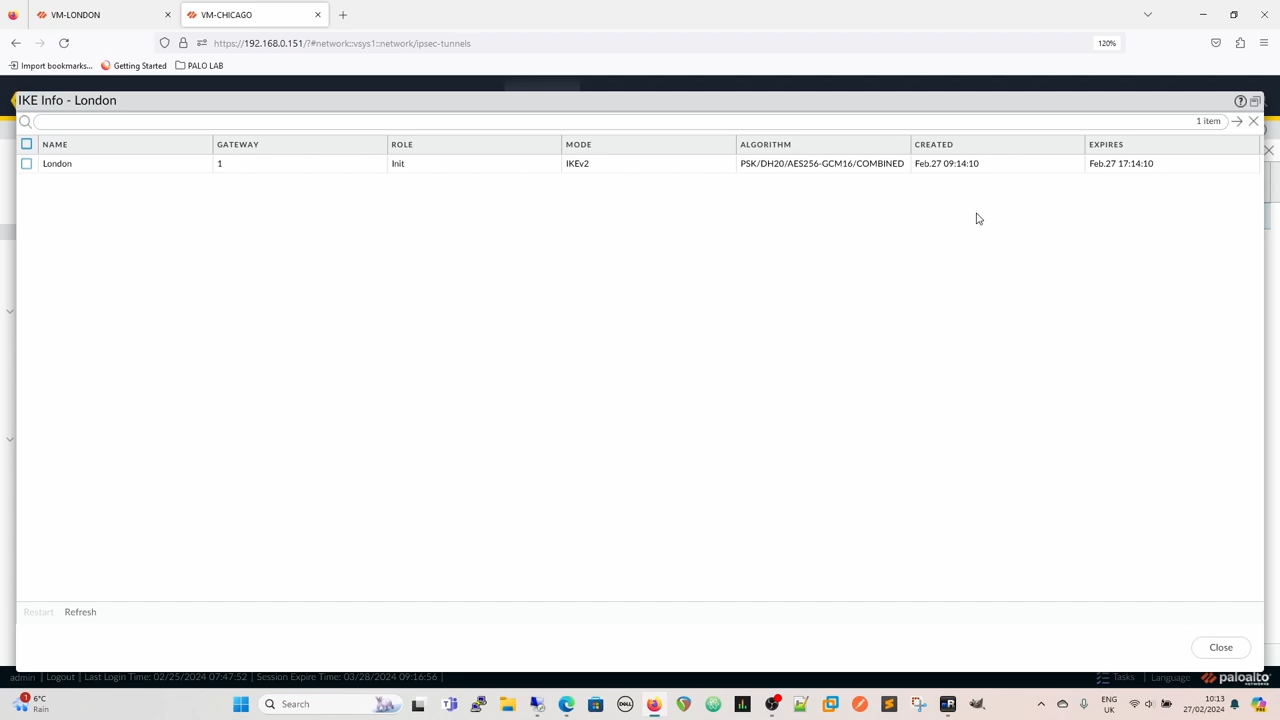 VM-LONDON
VM-CHICAGO
https://192.168.0.151/?#network::vsys1::network/ipsec-tunnels
120%
Import bookmarks...
Getting Started
PALO LAB
IKE Info - London
1 item
NAME GATEWAY ROLE MODE ALGORITHM CREATED EXPIRES
London 1 Init IKEv2 PSK/DH20/AES256-GCM16/COMBINED Feb.27 09:14:10 Feb.27 17:14:10
Restart Refresh
Close
admin | Logout | Last Login Time: 02/25/2024 07:47:52 | Session Expire Time: 03/28/2024 09:16:56 |
Tasks | Language
paloalto
NETWORKS
1
6°C
Rain
Search
ENG
UK
10:13
27/02/2024